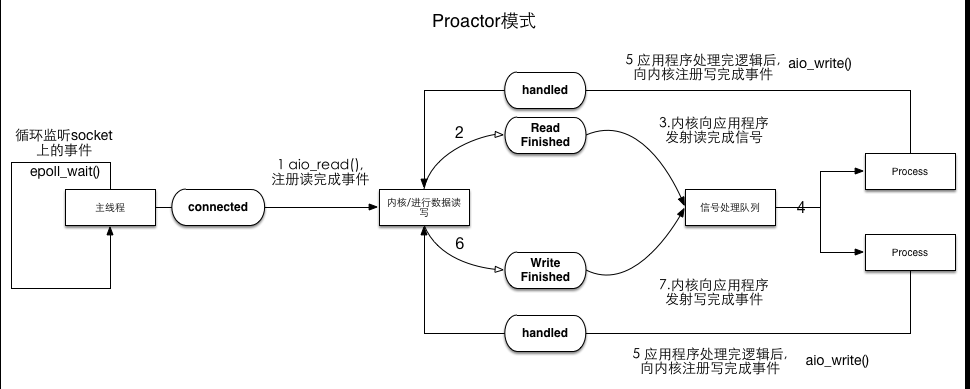 Proactor模式
5 应用程序处理完逻辑后,
向内核注册写完成事件
aio_write()
handled
循环监听socket
上的事件
epoll_wait()
2
Read
Finished
3.内核向应用程序
发射读完成信号
1 aio_read(),
注册读完成事件
Process
主线程
connected
内核/进行数据读
写
信号处理队列
4
6
Write
Finished
Process
7.内核向应用程序
发射写完成事件
handled
5 应用程序处理完逻辑后,
向内核注册写完成事件
aio_write()